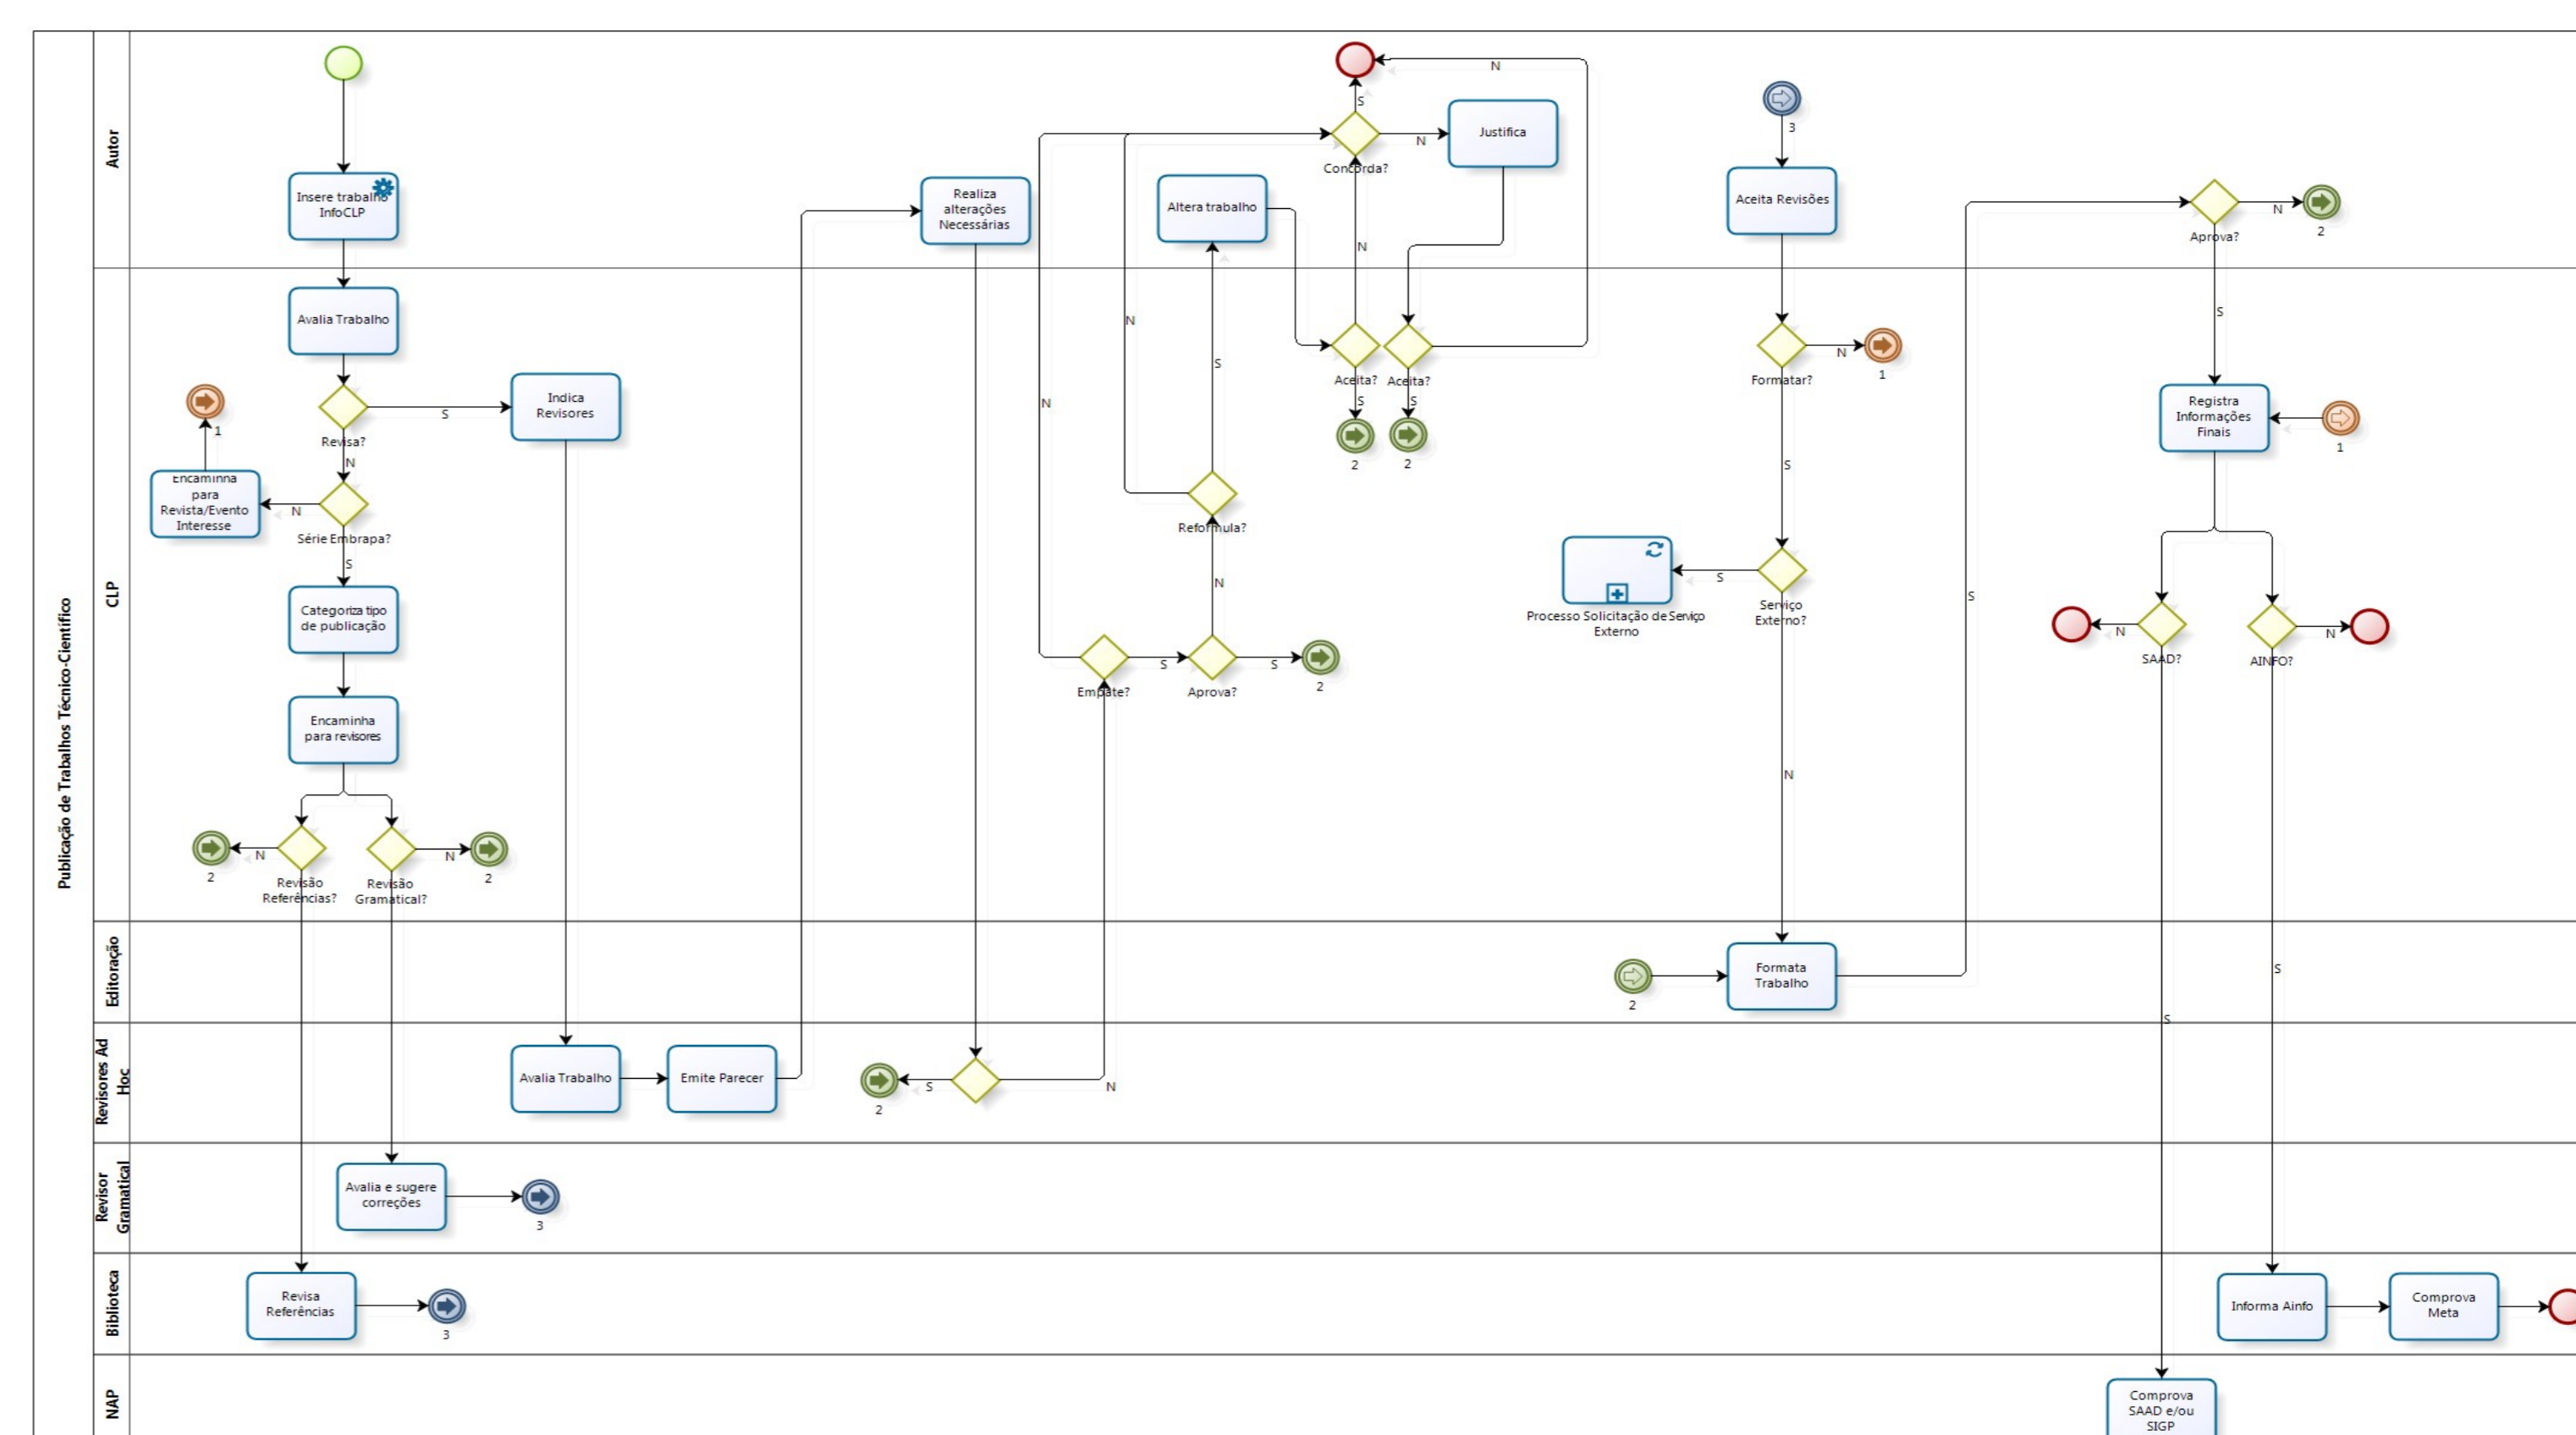 Publicação de Trabalhos Técnico-Científico
Autor
Insere trabalho
InfoCLP
Realiza
alterações
Necessárias
Altera trabalho
S
Concorda?
N
N
Justifica
N
3
Aceita Revisões
Aprova?
N
2
CLP
Avalia Trabalho
Revisa?
S
N
1
Encaminha
para
Revista/Evento
Interesse
N
Série Embrapa?
S
Categoriza tipo
de publicação
Encaminha
para revisores
N
2
Revisão
Referências?
Revisão
Gramatical?
N
2
Indica
Revisores
N
N
S
Reformula?
N
Empate?
S
Aprova?
S
2
Aceita?
S
2
Aceita?
S
2
Formatar?
N
1
S
Serviço
Externo?
S
Processo Solicitação de Serviço
Externo
N
S
S
Registra
Informações
Finais
1
N
SAAD?
AINFO?
N
Editoração
2
Formata
Trabalho
S
S
Revisores Ad
Hoc
Avalia Trabalho
Emite Parecer
S
2
N
Revisor
Gramatical
Avalia e sugere
correções
3
Biblioteca
Revisa
Referências
3
Informa Ainfo
Comprova
Meta
NAP
Comprova
SAAD e/ou
SIGP